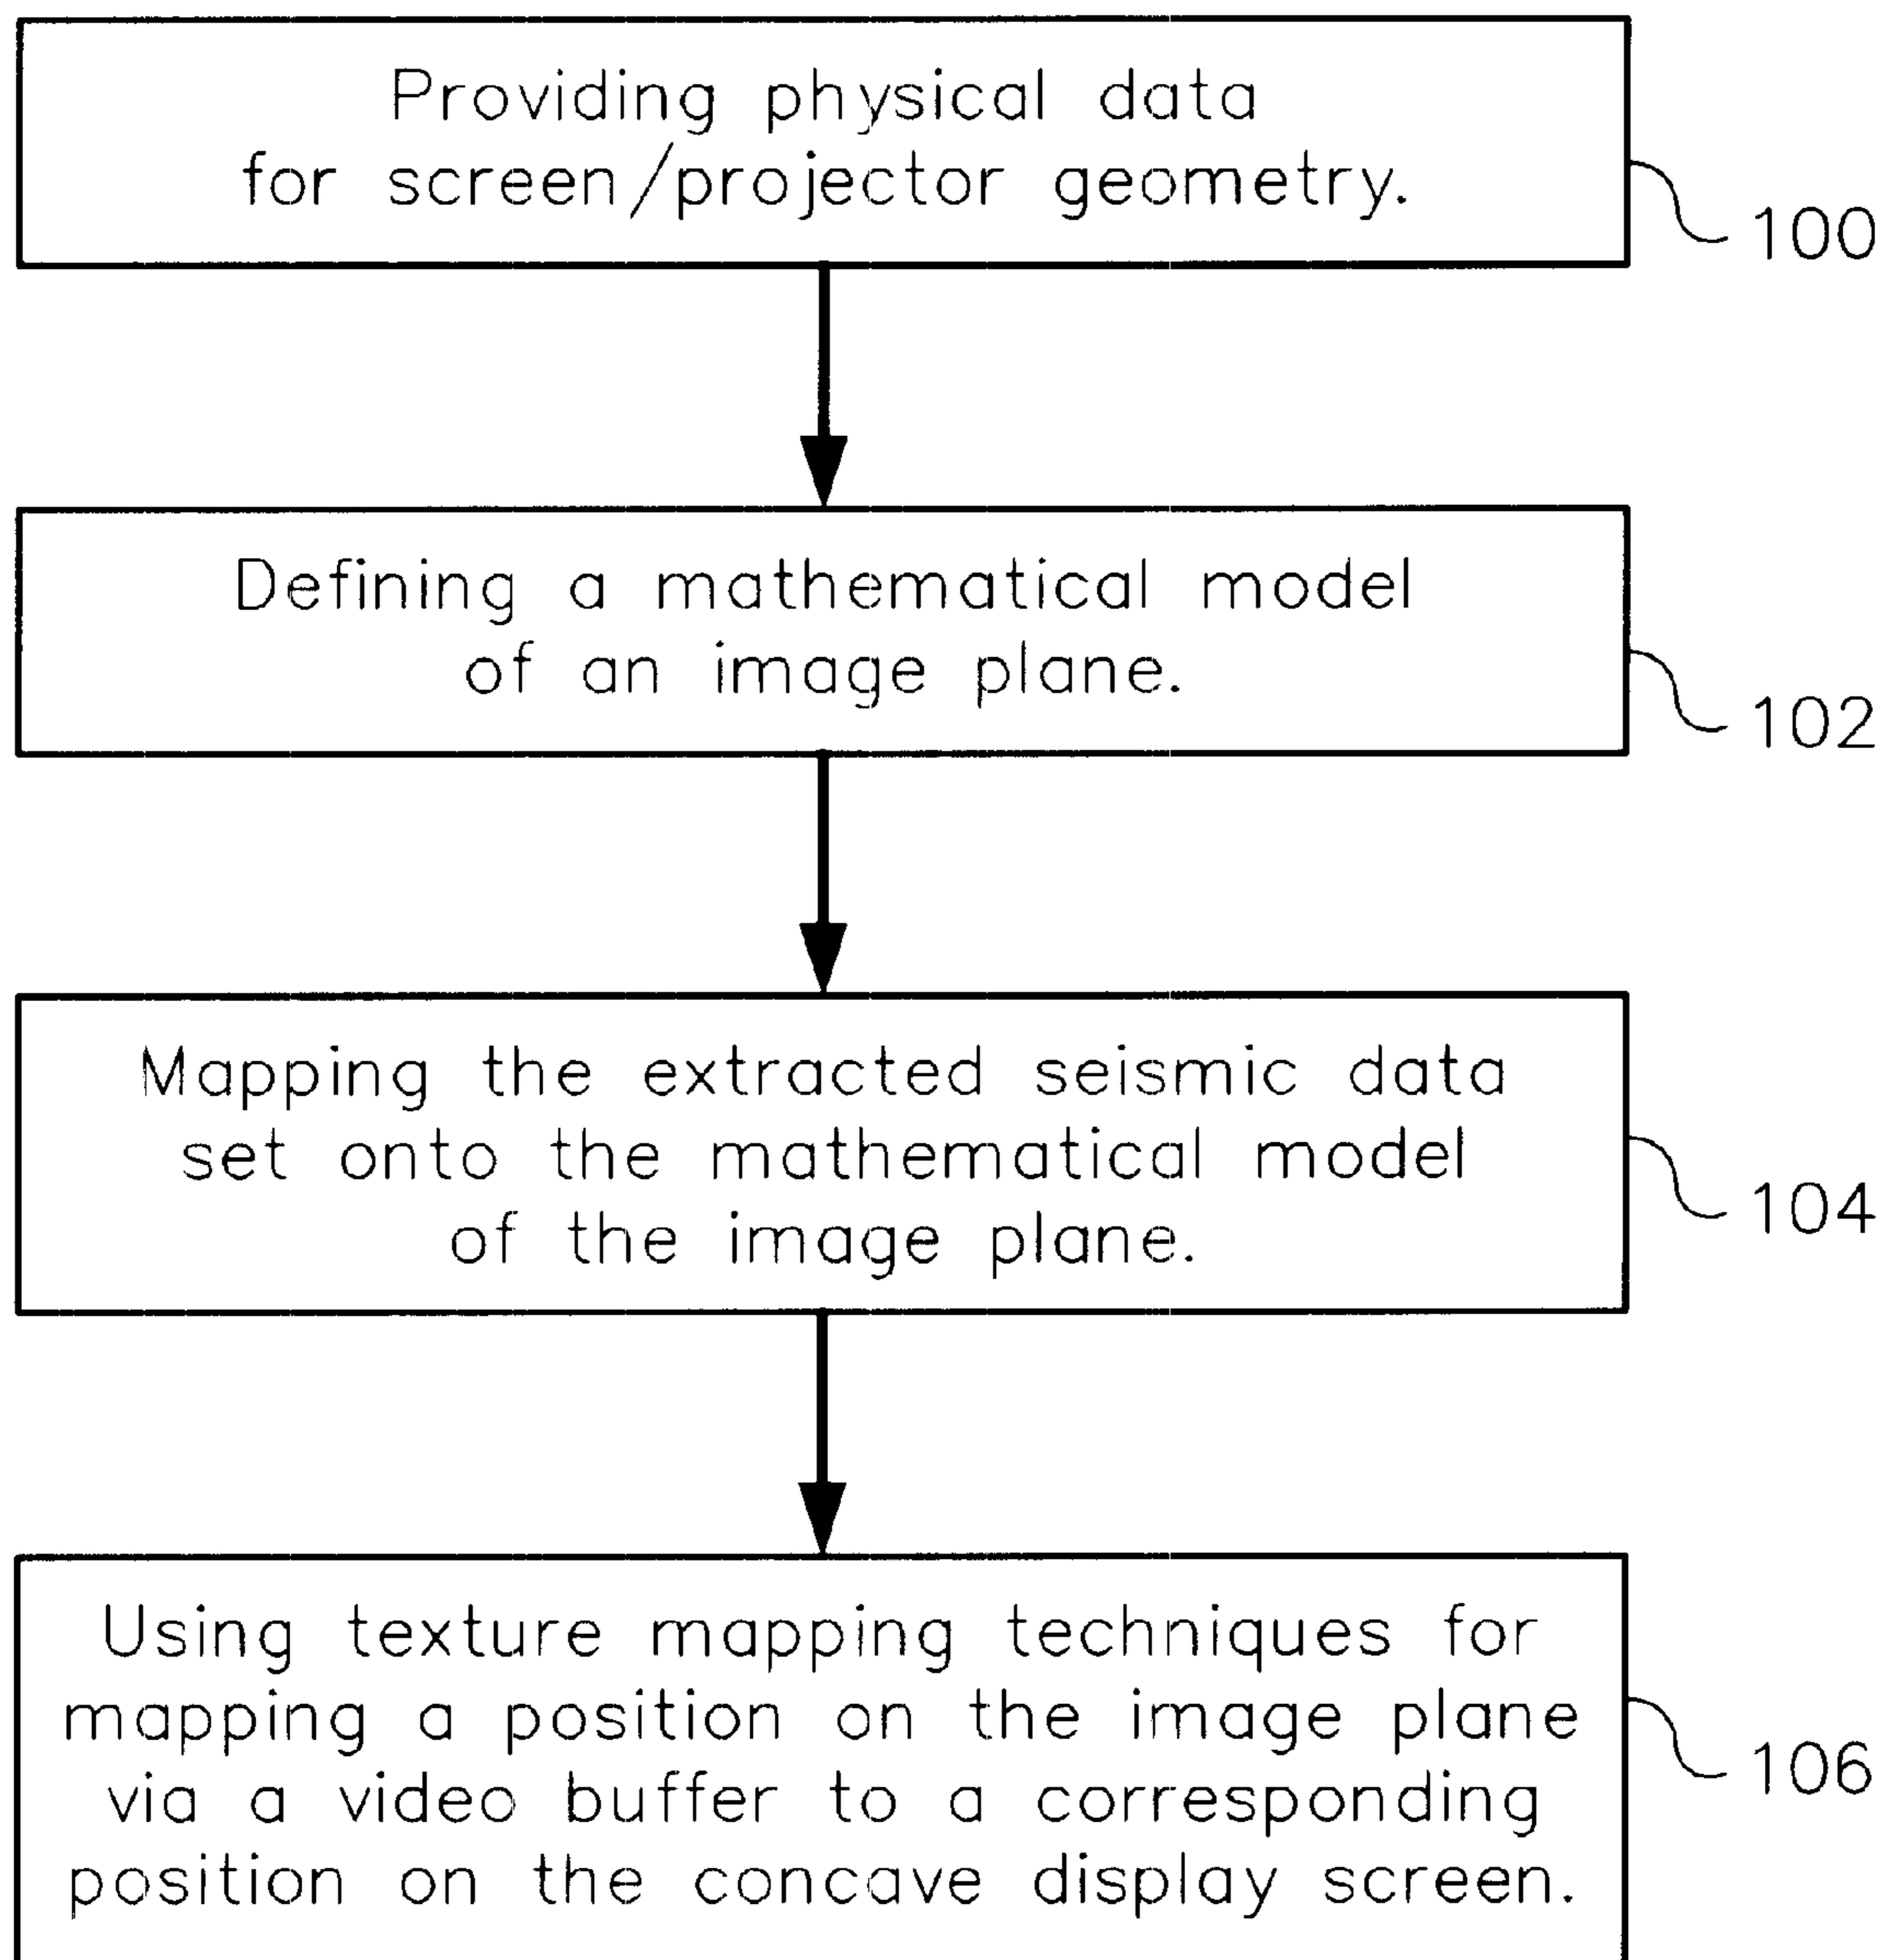 Providing physical data
for screen/projector geometry.
100
Defining a mathematical model
of an image plane.
102
Mapping the extracted seismic data
set onto the mathematical model
of the image plane.
104
Using texture mapping techniques for
mapping a position on the image plane
via a video buffer to a corresponding
position on the concave display screen.
106